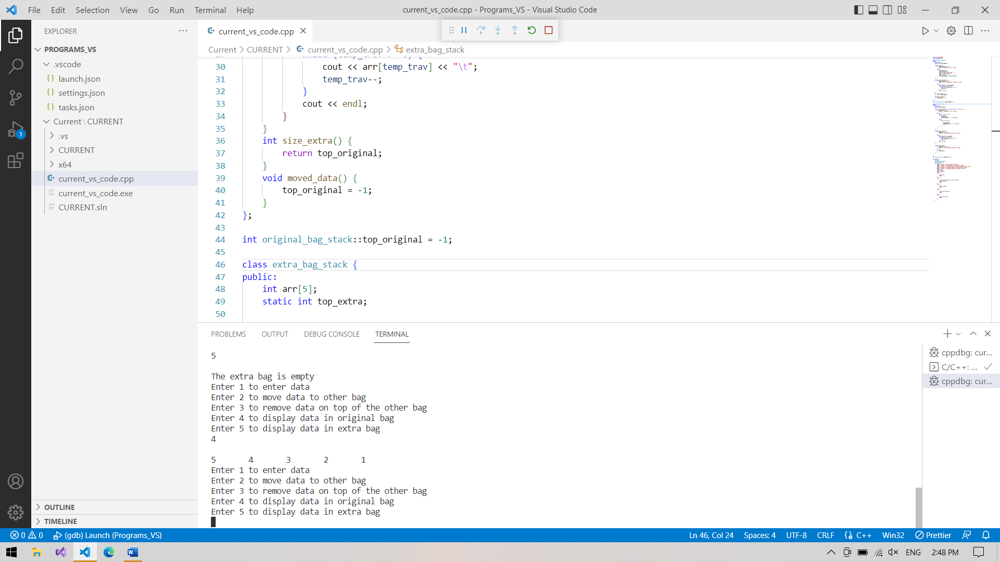 File Edit Selection View Go Run Terminal Help
current_vs_code.cpp - Programs_VS - Visual Studio Code
EXPLORER
PROGRAMS_VS
.vscode
launch.json
settings.json
tasks.json
Current\CURRENT
.vs
CURRENT
x64
current_vs_code.cpp
current_vs_code.exe
CURRENT.sln
OUTLINE
TIMELINE
1
current_vs_code.cpp
Current > CURRENT > current_vs_code.cpp > extra_bag_stack
30 cout << arr[temp_trav] << "\t";
31 temp_trav--;
32 }
33 cout << endl;
34 }
35 }
36 int size_extra() {
37 return top_original;
38 }
39 void moved_data() {
40 top_original = -1;
41 }
42 };
43
44 int original_bag_stack::top_original = -1;
45
46 class extra_bag_stack {
47 public:
48 int arr[5];
49 static int top_extra;
50
PROBLEMS OUTPUT DEBUG CONSOLE TERMINAL
5
The extra bag is empty
Enter 1 to enter data
Enter 2 to move data to other bag
Enter 3 to remove data on top of the other bag
Enter 4 to display data in original bag
Enter 5 to display data in extra bag
4
5 4 3 2 1
Enter 1 to enter data
Enter 2 to move data to other bag
Enter 3 to remove data on top of the other bag
Enter 4 to display data in original bag
Enter 5 to display data in extra bag
cppdbg: cur...
C/C++: ...
cppdbg: cur...
0 0 (gdb) Launch (Programs_VS)
Ln 46, Col 24 Spaces: 4 UTF-8 CRLF C++ Win32 Prettier
ENG 2:48 PM